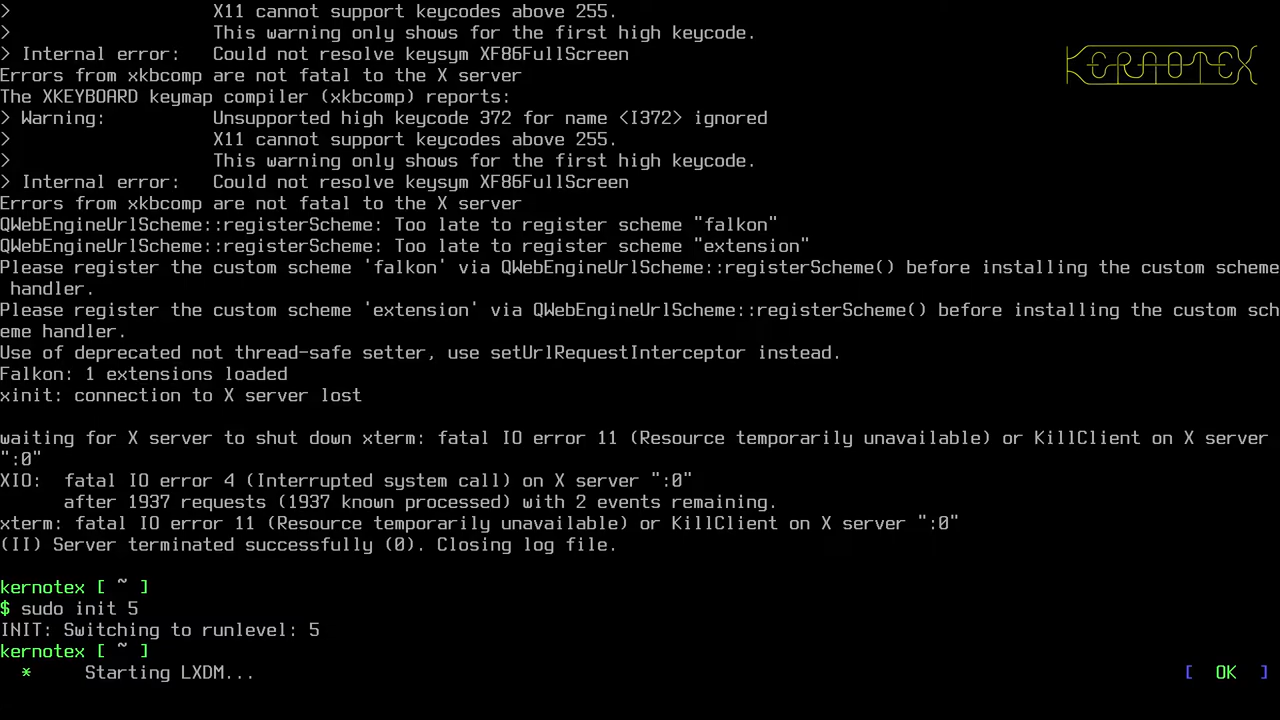 >                   X11 cannot support keycodes above 255.
>                   This warning only shows for the first high keycode.
> Internal error:   Could not resolve keysym XF86FullScreen
Errors from xkbcomp are not fatal to the X server
The XKEYBOARD keymap compiler (xkbcomp) reports:
> Warning:          Unsupported high keycode 372 for name <I372> ignored
>                   X11 cannot support keycodes above 255.
>                   This warning only shows for the first high keycode.
> Internal error:   Could not resolve keysym XF86FullScreen
Errors from xkbcomp are not fatal to the X server
QWebEngineUrlScheme::registerScheme: Too late to register scheme "falkon"
QWebEngineUrlScheme::registerScheme: Too late to register scheme "extension"
Please register the custom scheme 'falkon' via QWebEngineUrlScheme::registerScheme() before installing the custom scheme
 handler.
Please register the custom scheme 'extension' via QWebEngineUrlScheme::registerScheme() before installing the custom sch
eme handler.
Use of deprecated not thread-safe setter, use setUrlRequestInterceptor instead.
Falkon: 1 extensions loaded
xinit: connection to X server lost
waiting for X server to shut down xterm: fatal IO error 11 (Resource temporarily unavailable) or KillClient on X server
":0"
XIO:  fatal IO error 4 (Interrupted system call) on X server ":0"
      after 1937 requests (1937 known processed) with 2 events remaining.
xterm: fatal IO error 11 (Resource temporarily unavailable) or KillClient on X server ":0"
(II) Server terminated successfully (0). Closing log file.
kernotex [ ~ ]
$ sudo init 5
INIT: Switching to runlevel: 5
kernotex [ ~ ]
  *     Starting LXDM...                                                                                       [  OK  ]
KERNOTEX